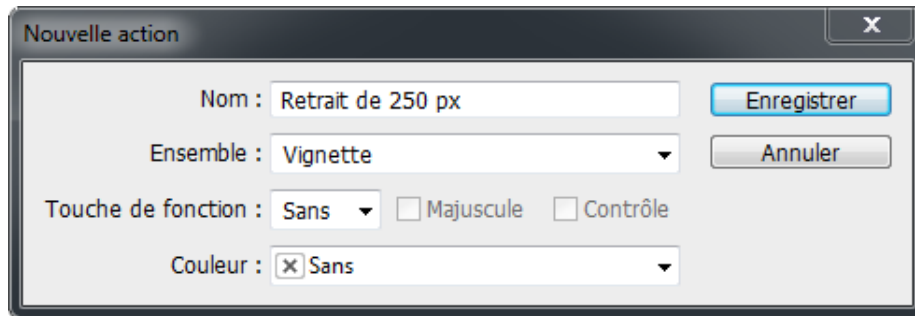 Nouvelle action
Nom : Retrait de 250 px Enregistrer
Ensemble : Vignette Annuler
Touche de fonction : Sans Majuscule Contrôle
Couleur : Sans